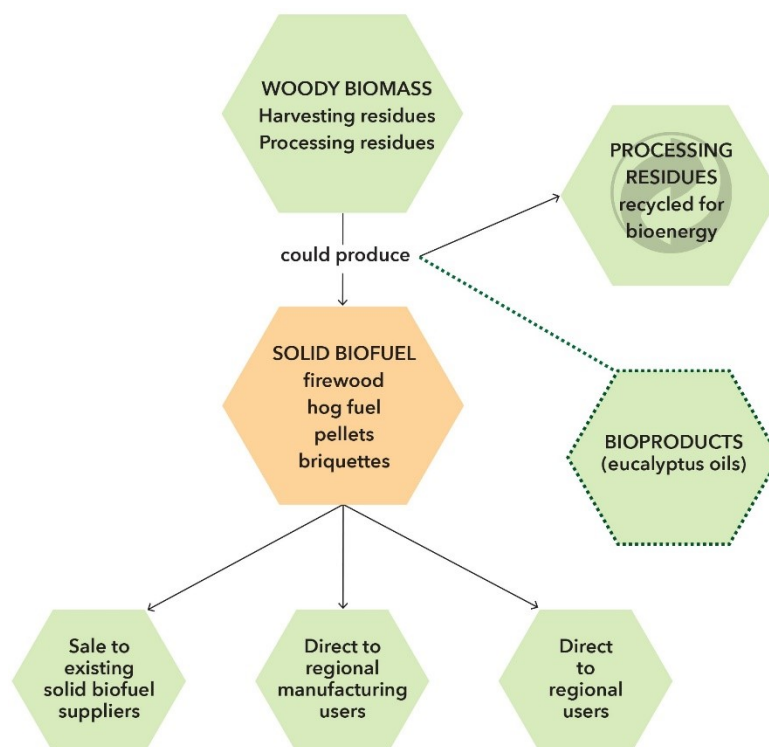 WOODY BIOMASS
Harvesting residues
Processing residues
PROCESSING
RESIDUES
recycled for
bioenergy
could produce
SOLID BIOFUEL
firewood
hog fuel
pellets
briquettes
BIOPRODUCTS
(eucalyptus oils)
Sale to
existing
solid biofuel
suppliers
Direct to
regional
manufacturing
users
Direct
to
regional
users